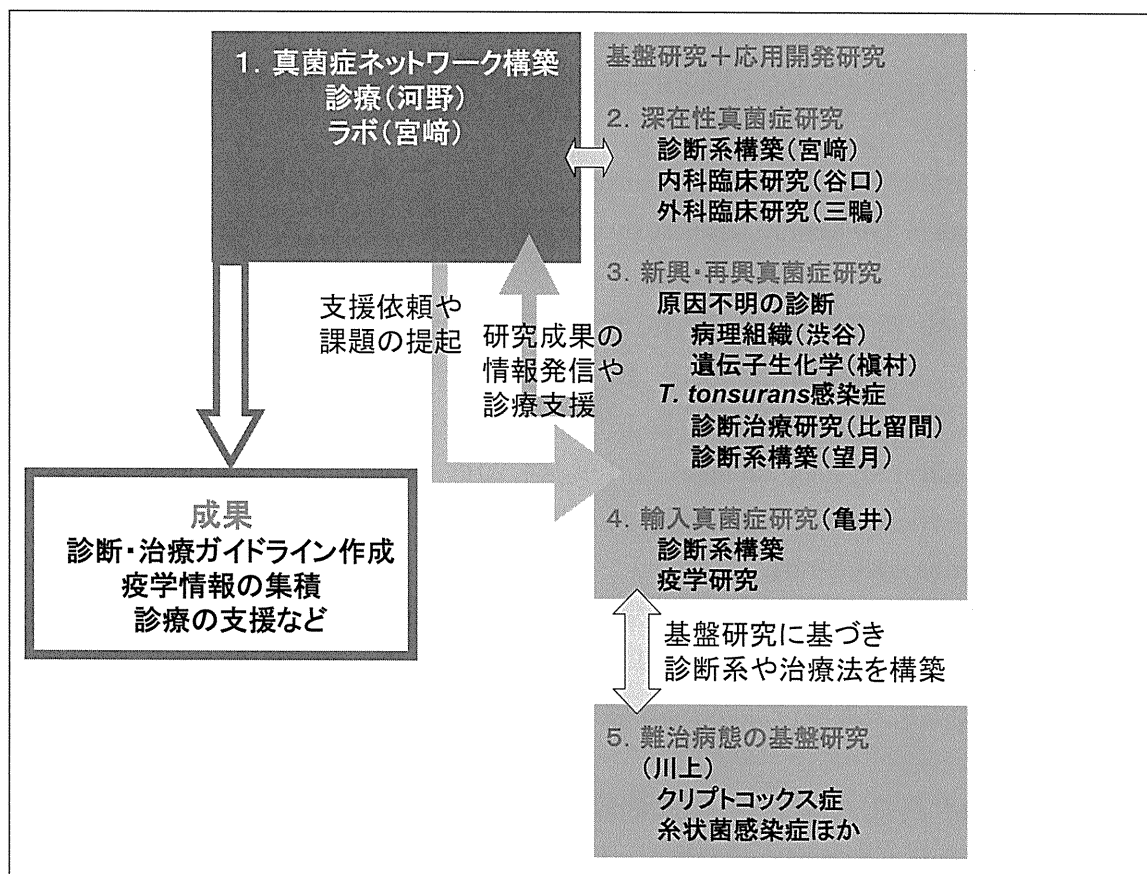 1. 真菌症ネットワーク構築
診療(河野)
ラボ(宮﨑)
基盤研究+応用開発研究
2. 深在性真菌症研究
診断系構築(宮﨑)
内科臨床研究(谷口)
外科臨床研究(三鴨)
3. 新興・再興真菌症研究
原因不明の診断
病理組織(渋谷)
遺伝子生化学(槇村)
T. tonsurans感染症
診断治療研究(比留間)
診断系構築(望月)
4. 輸入真菌症研究(亀井)
診断系構築
疫学研究
支援依頼や
課題の提起
研究成果の
情報発信や
診療支援
成果
診断・治療ガイドライン作成
疫学情報の集積
診療の支援など
基盤研究に基づき
診断系や治療法を構築
5. 難治病態の基盤研究
(川上)
クリプトコックス症
糸状菌感染症ほか